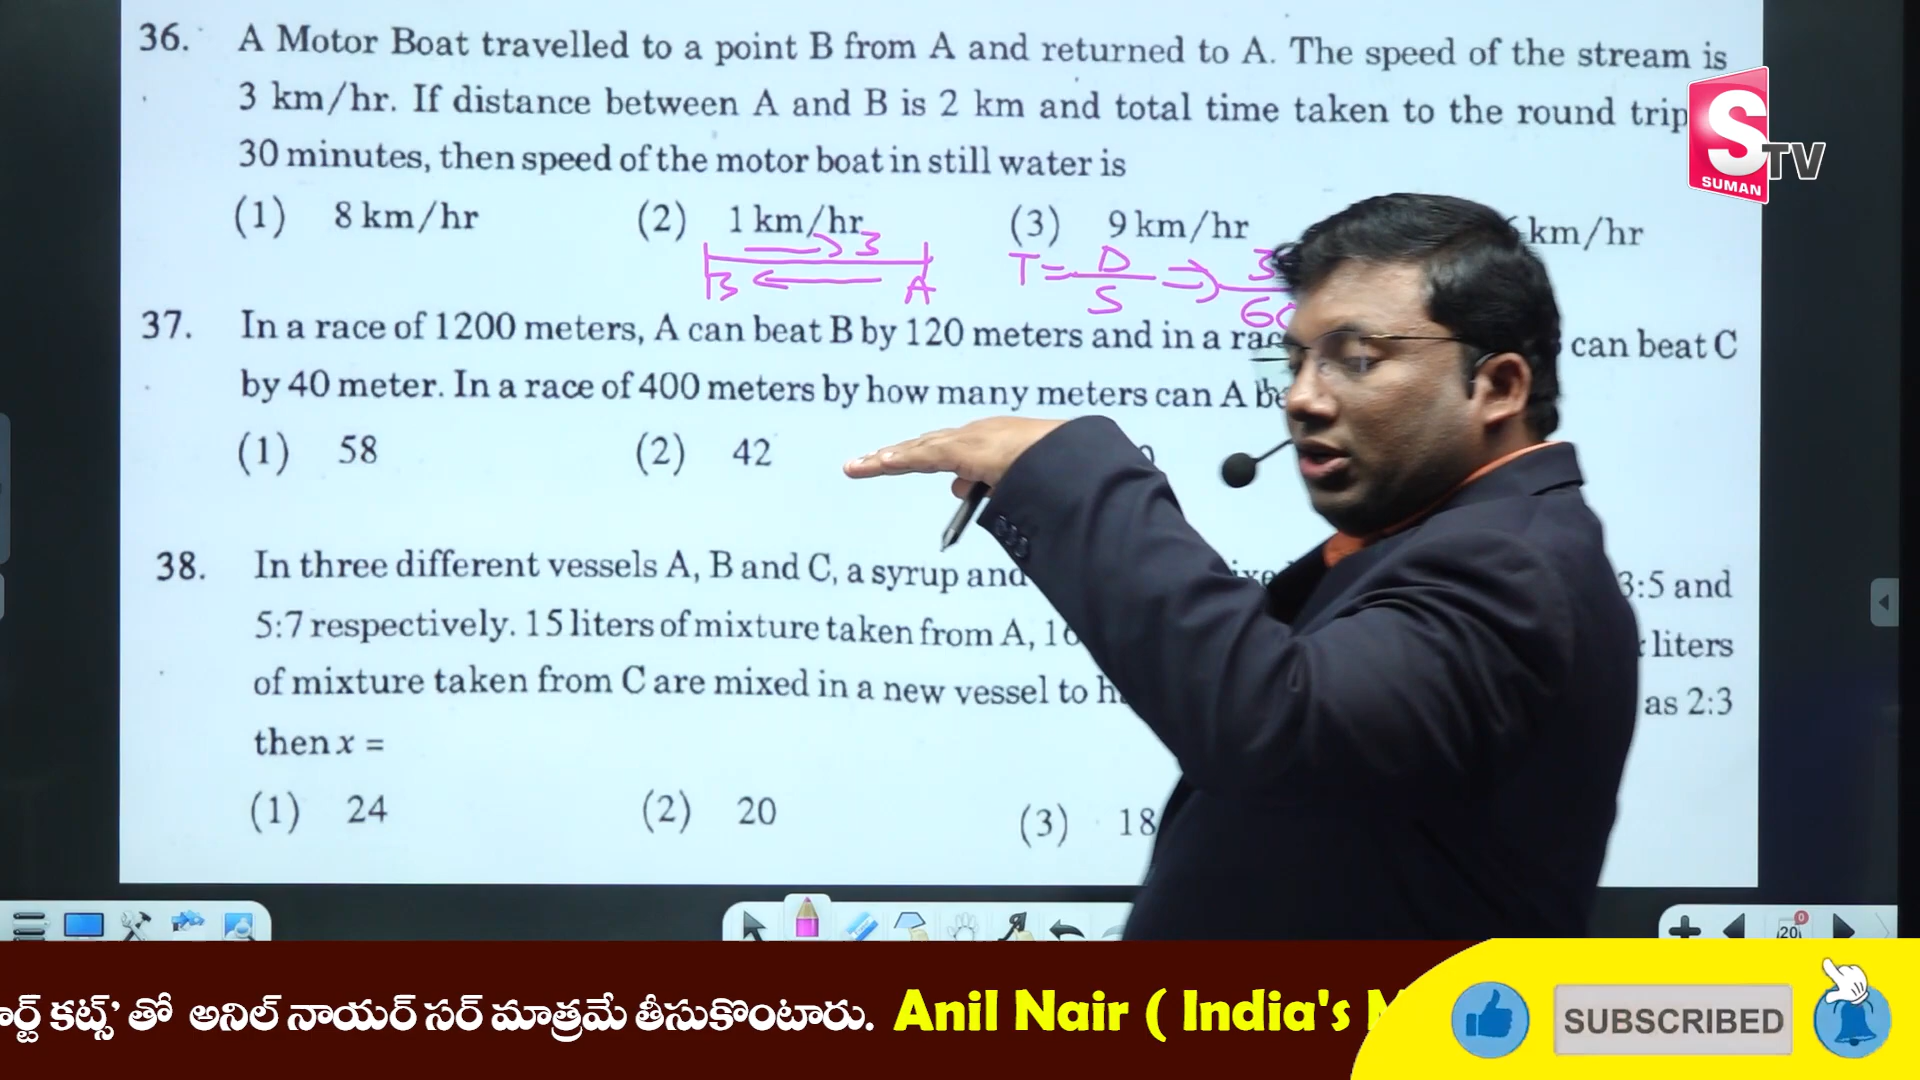 36. A Motor Boat travelled to a point B from A and returned to A. The speed of the stream is
3 km/hr. If distance between A and B is 2 km and total time taken to the round trip
30 minutes, then speed of the motor boat in still water is
(1) 8 km/hr (2) 1 km/hr (3) 9 km/hr km/hr
3
B A
T = D/S ⇒ 3
60
37. In a race of 1200 meters, A can beat B by 120 meters and in a can beat C
by 40 meter. In a race of 400 meters by how many meters can A
(1) 58 (2) 42
38. In three different vessels A, B and C, a syrup and 3:5 and
5:7 respectively. 15 liters of mixture taken from A, liters
of mixture taken from C are mixed in a new vessel to as 2:3
then x =
(1) 24 (2) 20 (3) 18
S TV
SUMAN
కట్స్' తో అనిల్ నాయర్ సర్ మాత్రమే తీసుకొంటారు. Anil Nair ( India's
SUBSCRIBED